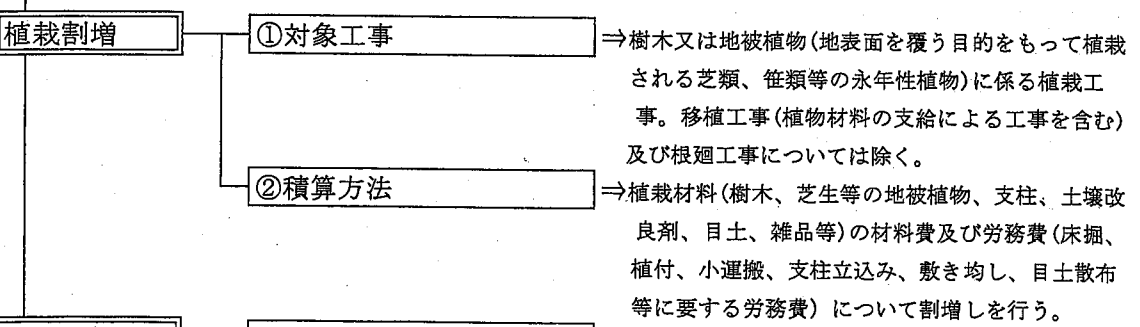 植栽割増
①対象工事
⇒樹木又は地被植物(地表面を覆う目的をもって植栽
される芝類、笹類等の永年性植物)に係る植栽工
事。移植工事(植物材料の支給による工事を含む)
及び根廻工事については除く。
②積算方法
⇒植栽材料(樹木、芝生等の地被植物、支柱、土壌改
良剤、目土、雑品等)の材料費及び労務費(床掘、
植付、小運搬、支柱立込み、敷き均し、目土散布
等に要する労務費)について割増しを行う。